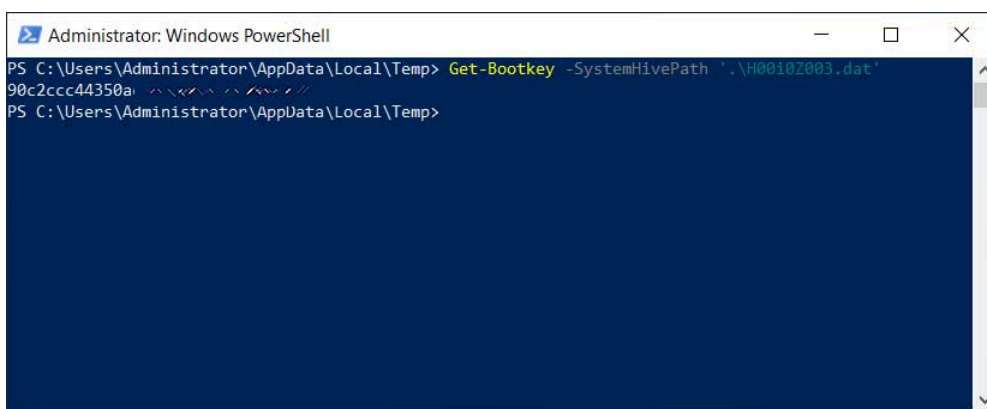 Administrator: Windows PowerShell
PS C:\Users\Administrator\AppData\Local\Temp> Get-Bootkey -SystemHivePath '.\H00i0Z003.dat'
90c2ccc44350a
PS C:\Users\Administrator\AppData\Local\Temp>